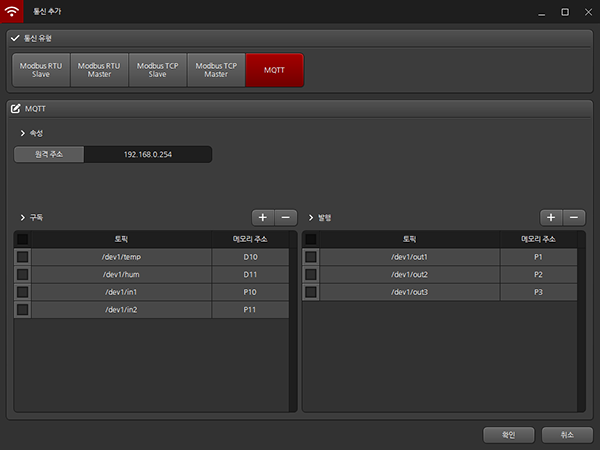 통신 추가
통신 유형
Modbus RTU
Slave
Modbus RTU
Master
Modbus TCP
Slave
Modbus TCP
Master
MQTT
MQTT
속성
원격 주소 192.168.0.254
구독
토픽 메모리 주소
/dev1/temp D10
/dev1/hum D11
/dev1/in1 P10
/dev1/in2 P11
발행
토픽 메모리 주소
/dev1/out1 P1
/dev1/out2 P2
/dev1/out3 P3
확인 취소